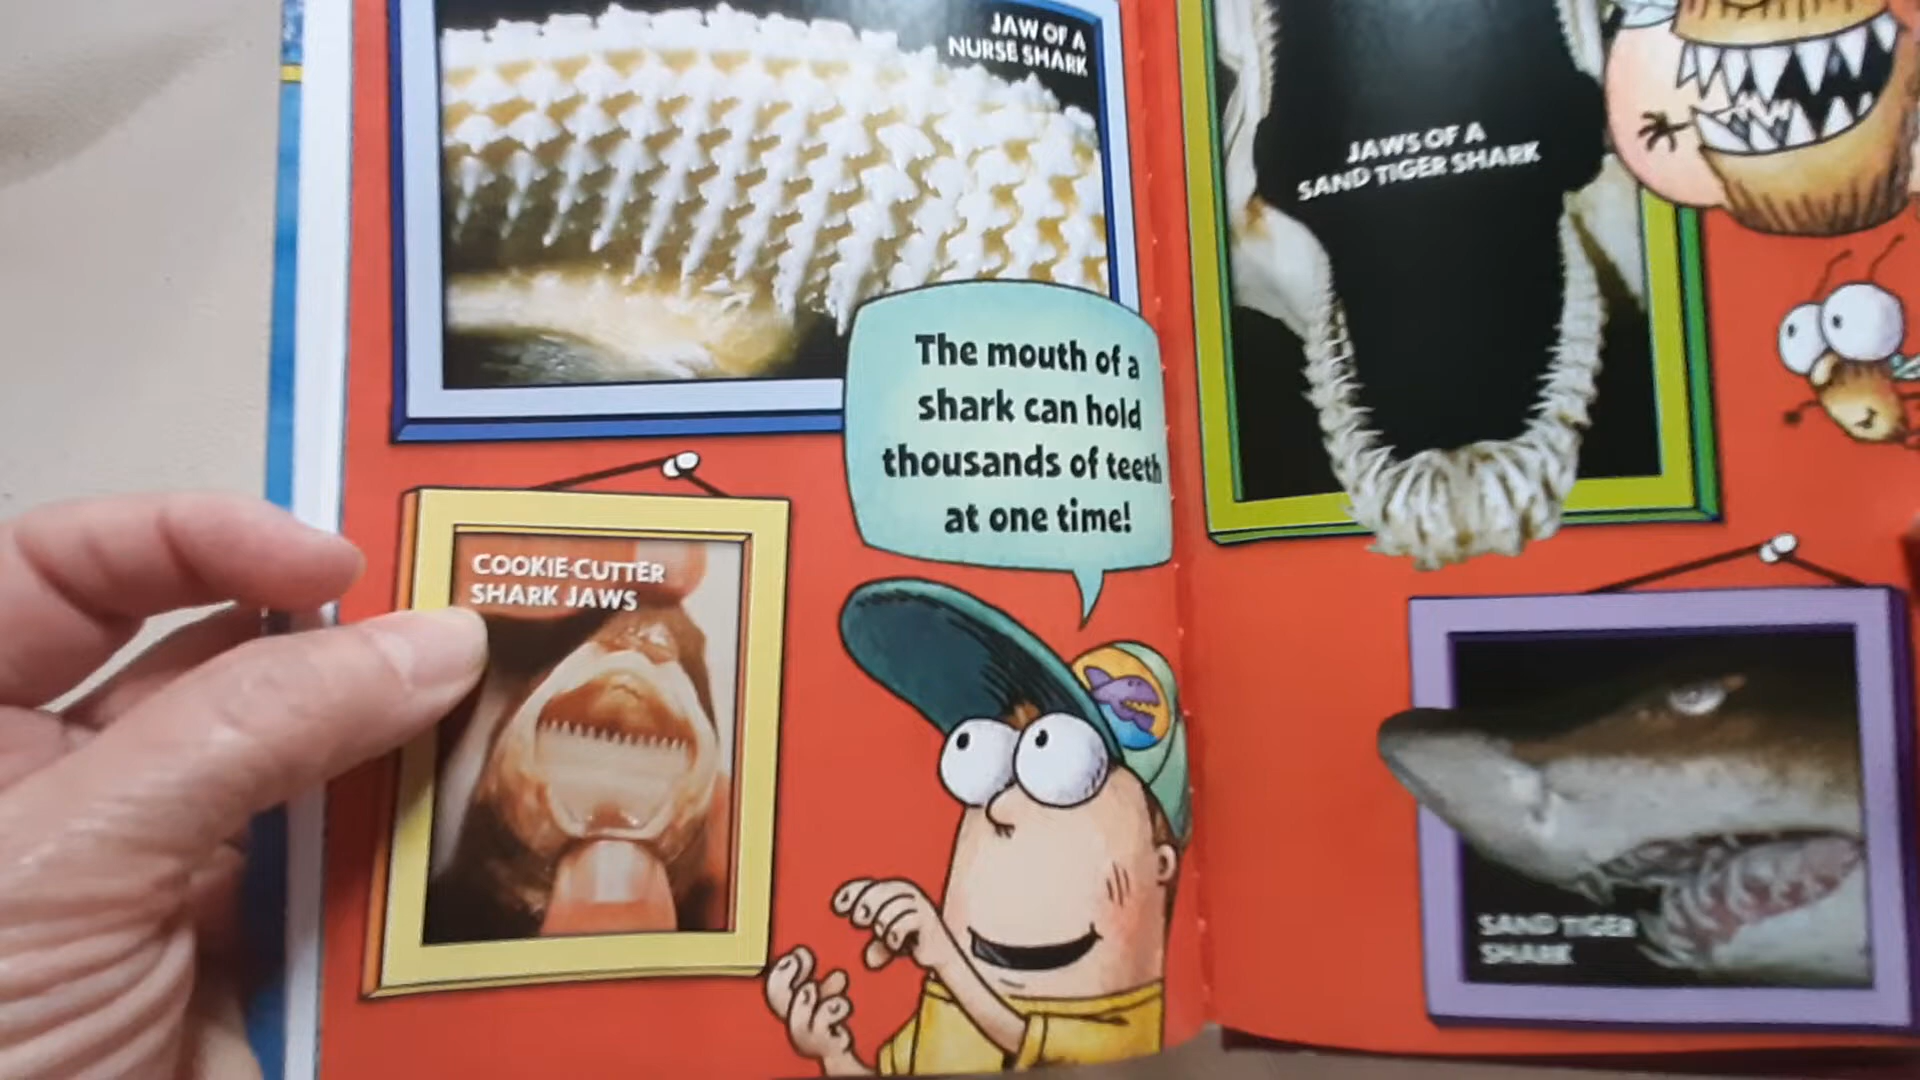 JAW OF A
NURSE SHARK
The mouth of a
shark can hold
thousands of teeth
at one time!
COOKIE-CUTTER
SHARK JAWS
JAWS OF A
SAND TIGER SHARK
SAND TIGER
SHARK